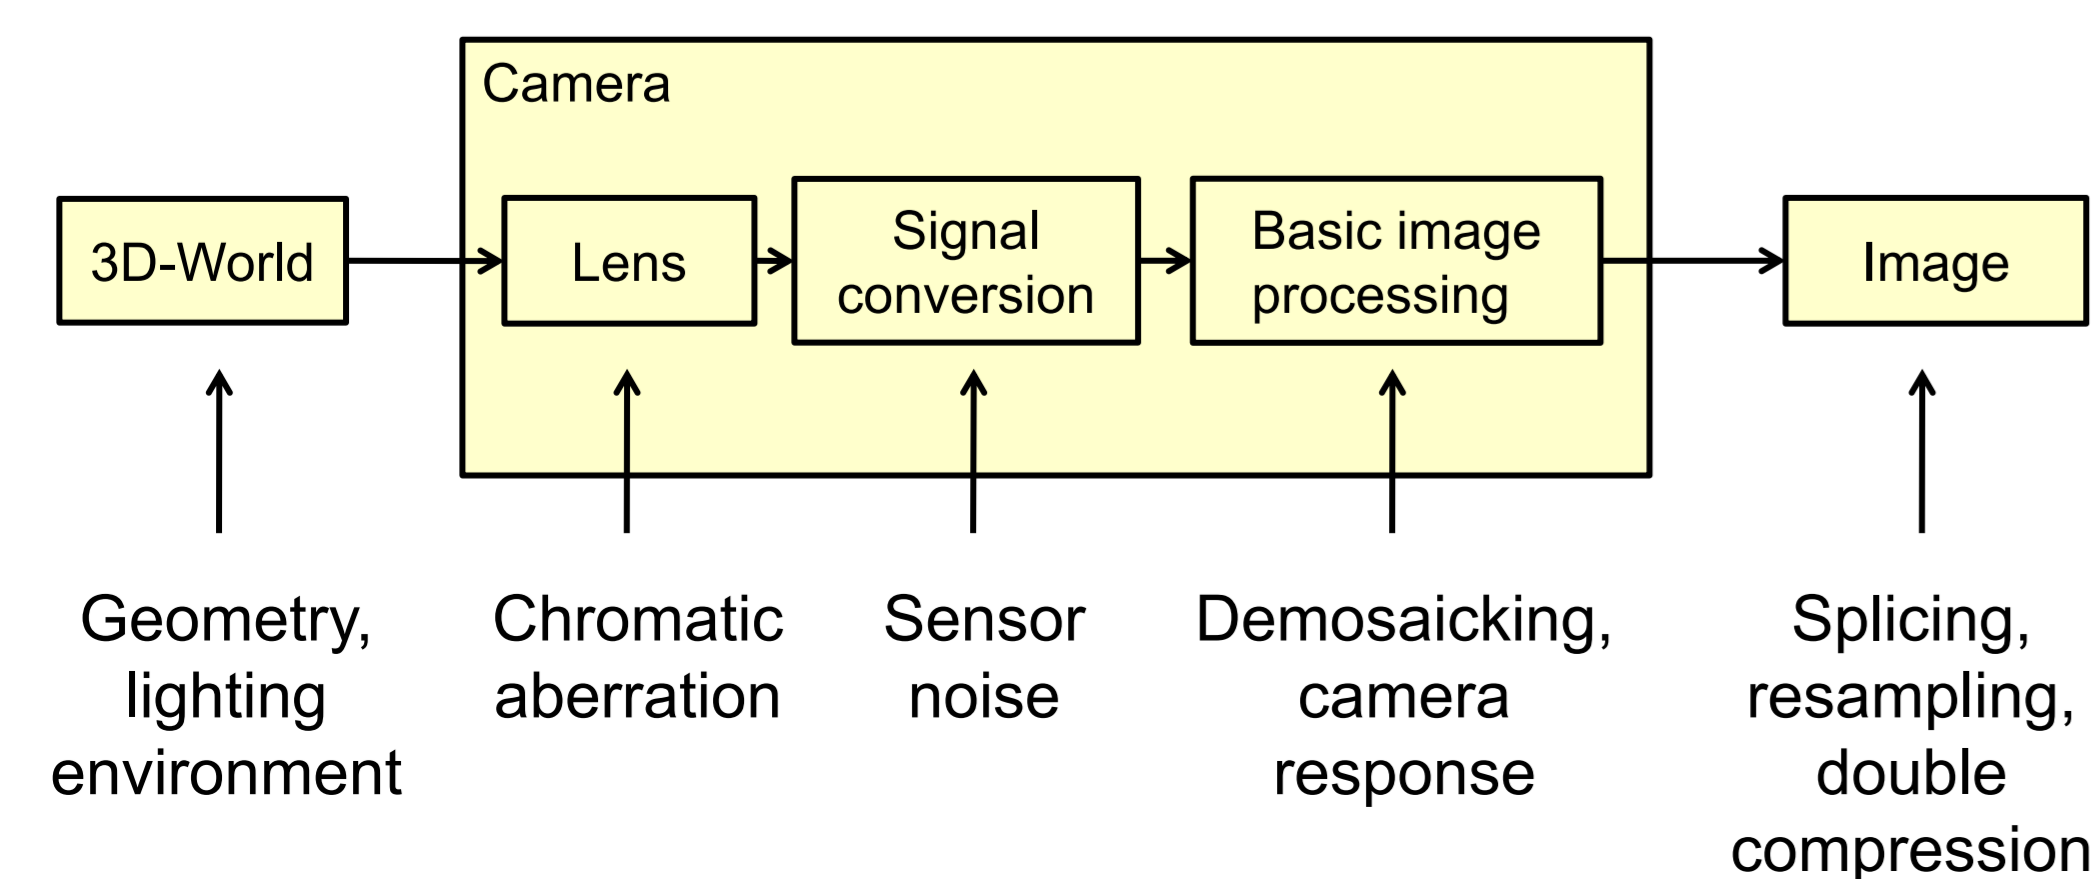 Camera
3D-World
Lens
Signal
conversion
Basic image
processing
Image
Geometry,
lighting
environment
Chromatic
aberration
Sensor
noise
Demosaicking,
camera
response
Splicing,
resampling,
double
compression